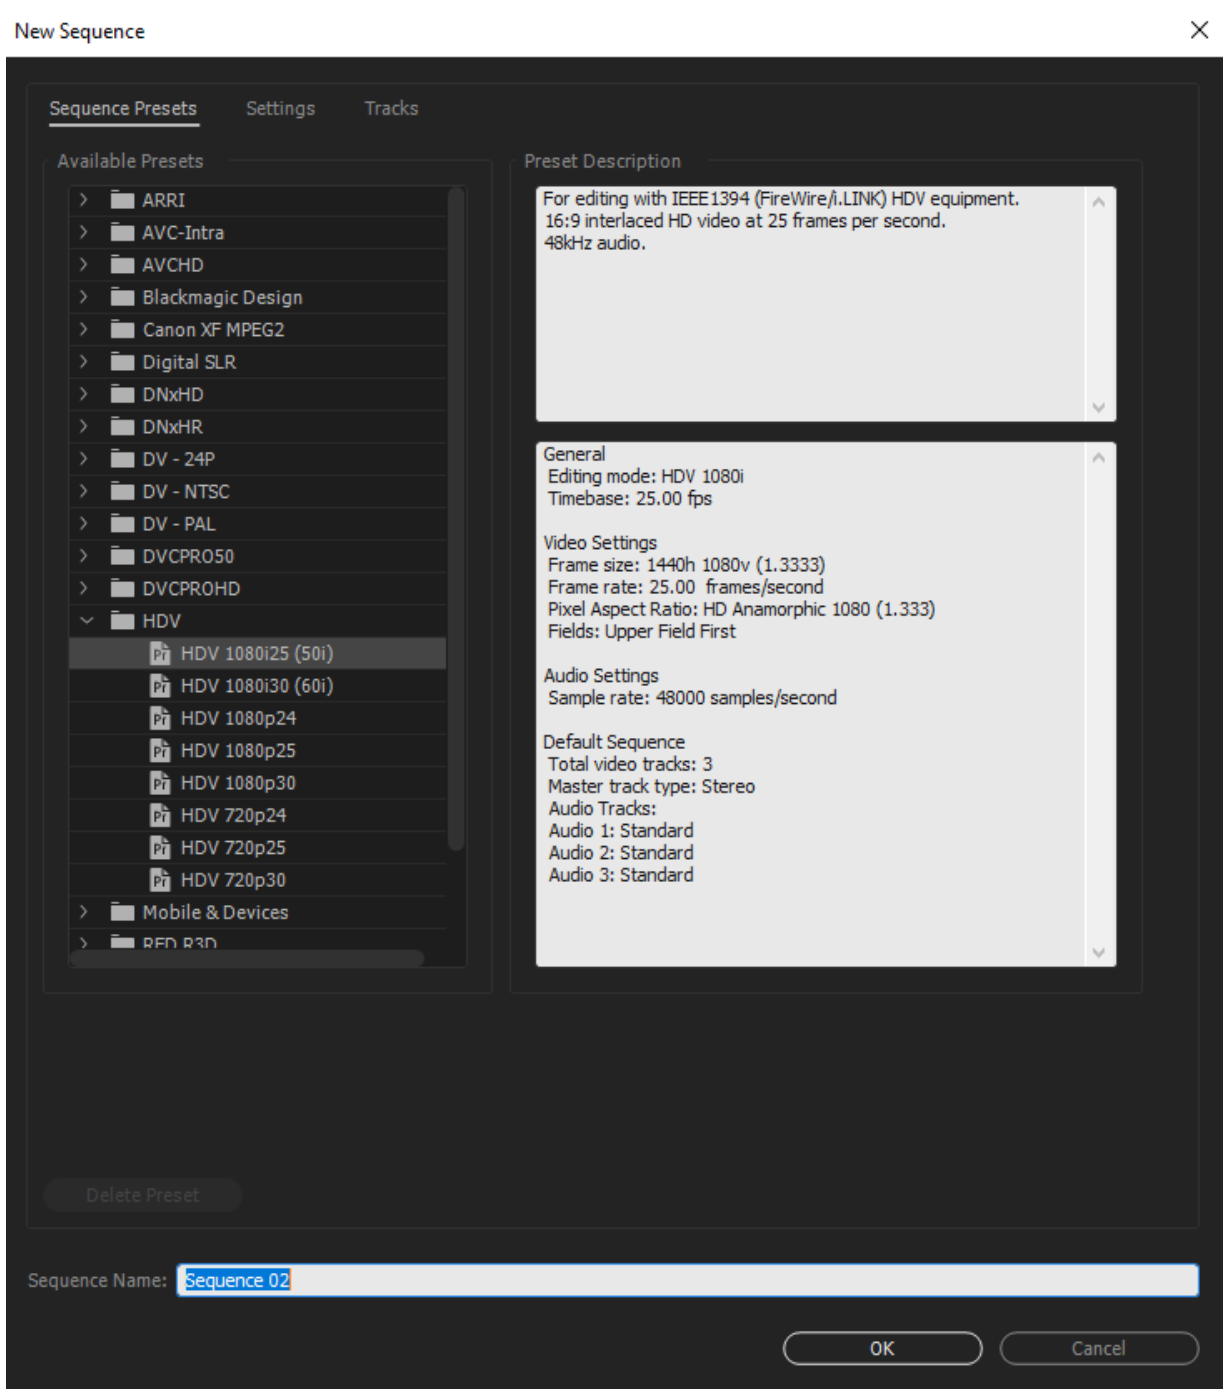 New Sequence
Sequence Presets
Settings
Tracks
Available Presets
ARRI
AVC-Intra
AVCHD
Blackmagic Design
Canon XF MPEG2
Digital SLR
DNxHD
DNxHR
DV - 24P
DV - NTSC
DV - PAL
DVCPRO50
DVCPROHD
HDV
HDV 1080i25 (50i)
HDV 1080i30 (60i)
HDV 1080p24
HDV 1080p25
HDV 1080p30
HDV 720p24
HDV 720p25
HDV 720p30
Mobile & Devices
RED R3D
Preset Description
For editing with IEEE1394 (FireWire/i.LINK) HDV equipment.
16:9 interlaced HD video at 25 frames per second.
48kHz audio.
General
Editing mode: HDV 1080i
Timebase: 25.00 fps
Video Settings
Frame size: 1440h 1080v (1.3333)
Frame rate: 25.00  frames/second
Pixel Aspect Ratio: HD Anamorphic 1080 (1.333)
Fields: Upper Field First
Audio Settings
Sample rate: 48000 samples/second
Default Sequence
Total video tracks: 3
Master track type: Stereo
Audio Tracks:
Audio 1: Standard
Audio 2: Standard
Audio 3: Standard
Delete Preset
Sequence Name: Sequence 02
OK
Cancel